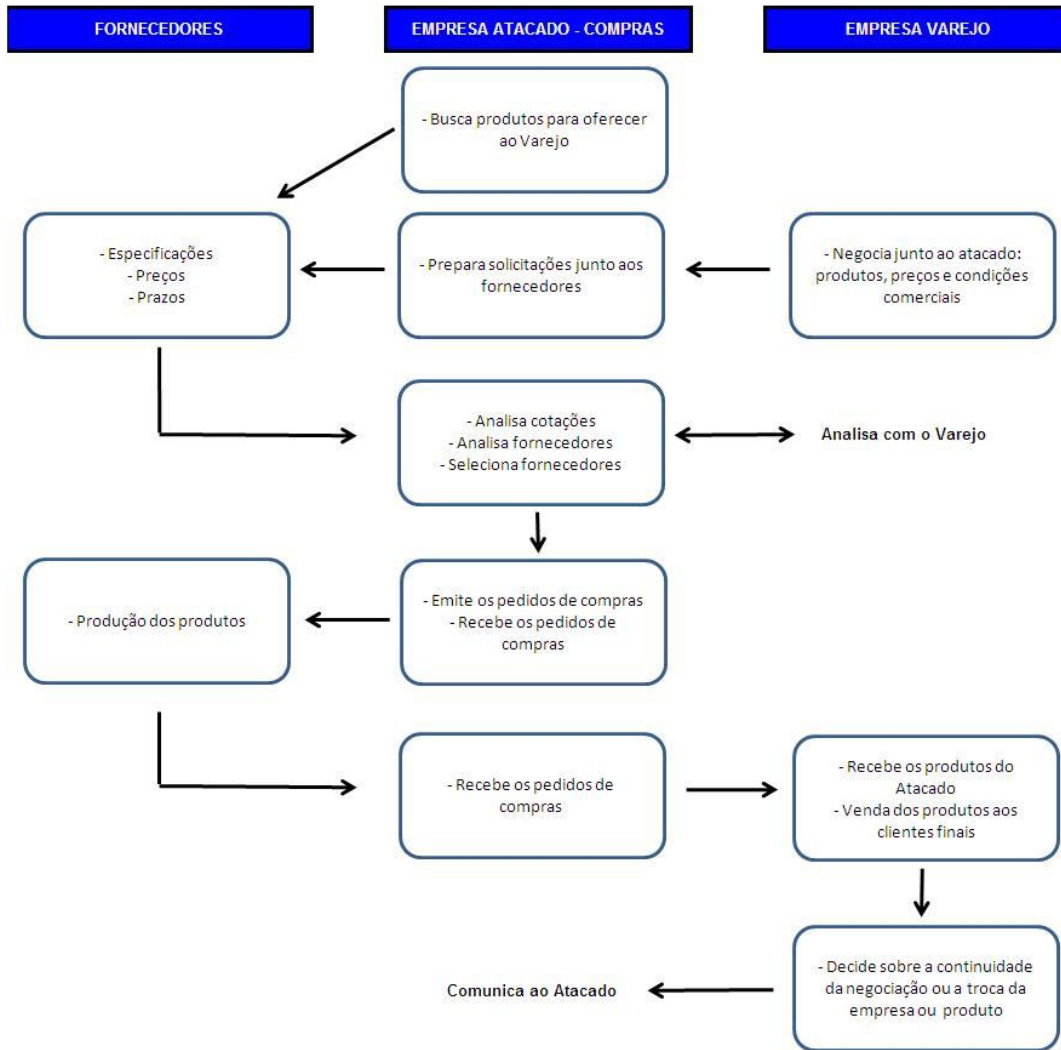 FORNECEDORES
EMPRESA ATACADO - COMPRAS
EMPRESA VAREJO
- Busca produtos para oferecer
ao Varejo
- Especificações
- Preços
- Prazos
- Prepara solicitações junto aos
fornecedores
- Negocia junto ao atacado:
produtos, preços e condições
comerciais
- Analisa cotações
- Analisa fornecedores
- Seleciona fornecedores
Analisa com o Varejo
- Produção dos produtos
- Emite os pedidos de compras
- Recebe os pedidos de
compras
- Recebe os pedidos de
compras
- Recebe os produtos do
Atacado
- Venda dos produtos aos
clientes finais
Comunica ao Atacado
- Decide sobre a continuidade
da negociação ou a troca da
empresa ou produto